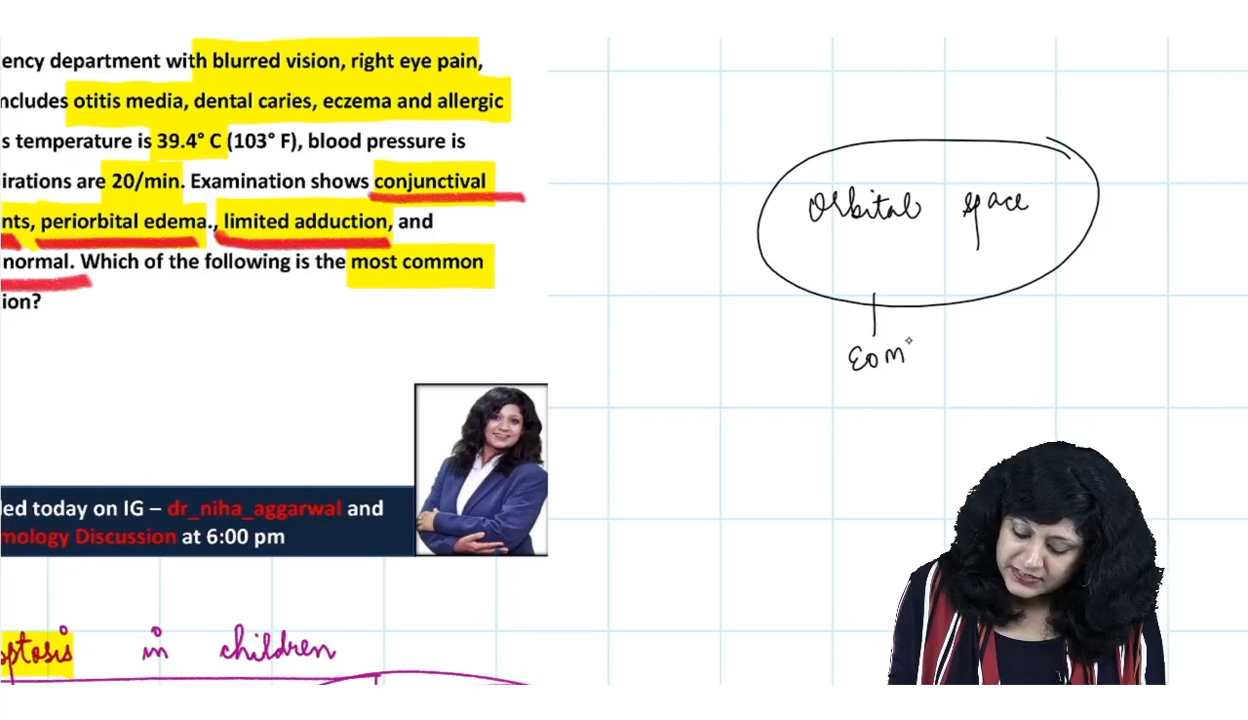 ency department with blurred vision, right eye pain,
ncludes otitis media, dental caries, eczema and allergic
s temperature is 39.4° C (103° F), blood pressure is
irations are 20/min. Examination shows conjunctival
nts, periorbital edema., limited adduction, and
normal. Which of the following is the most common
ion?
orbital space
EOM
led today on IG – dr_niha_aggarwal and
mology Discussion at 6:00 pm
ptosis in children